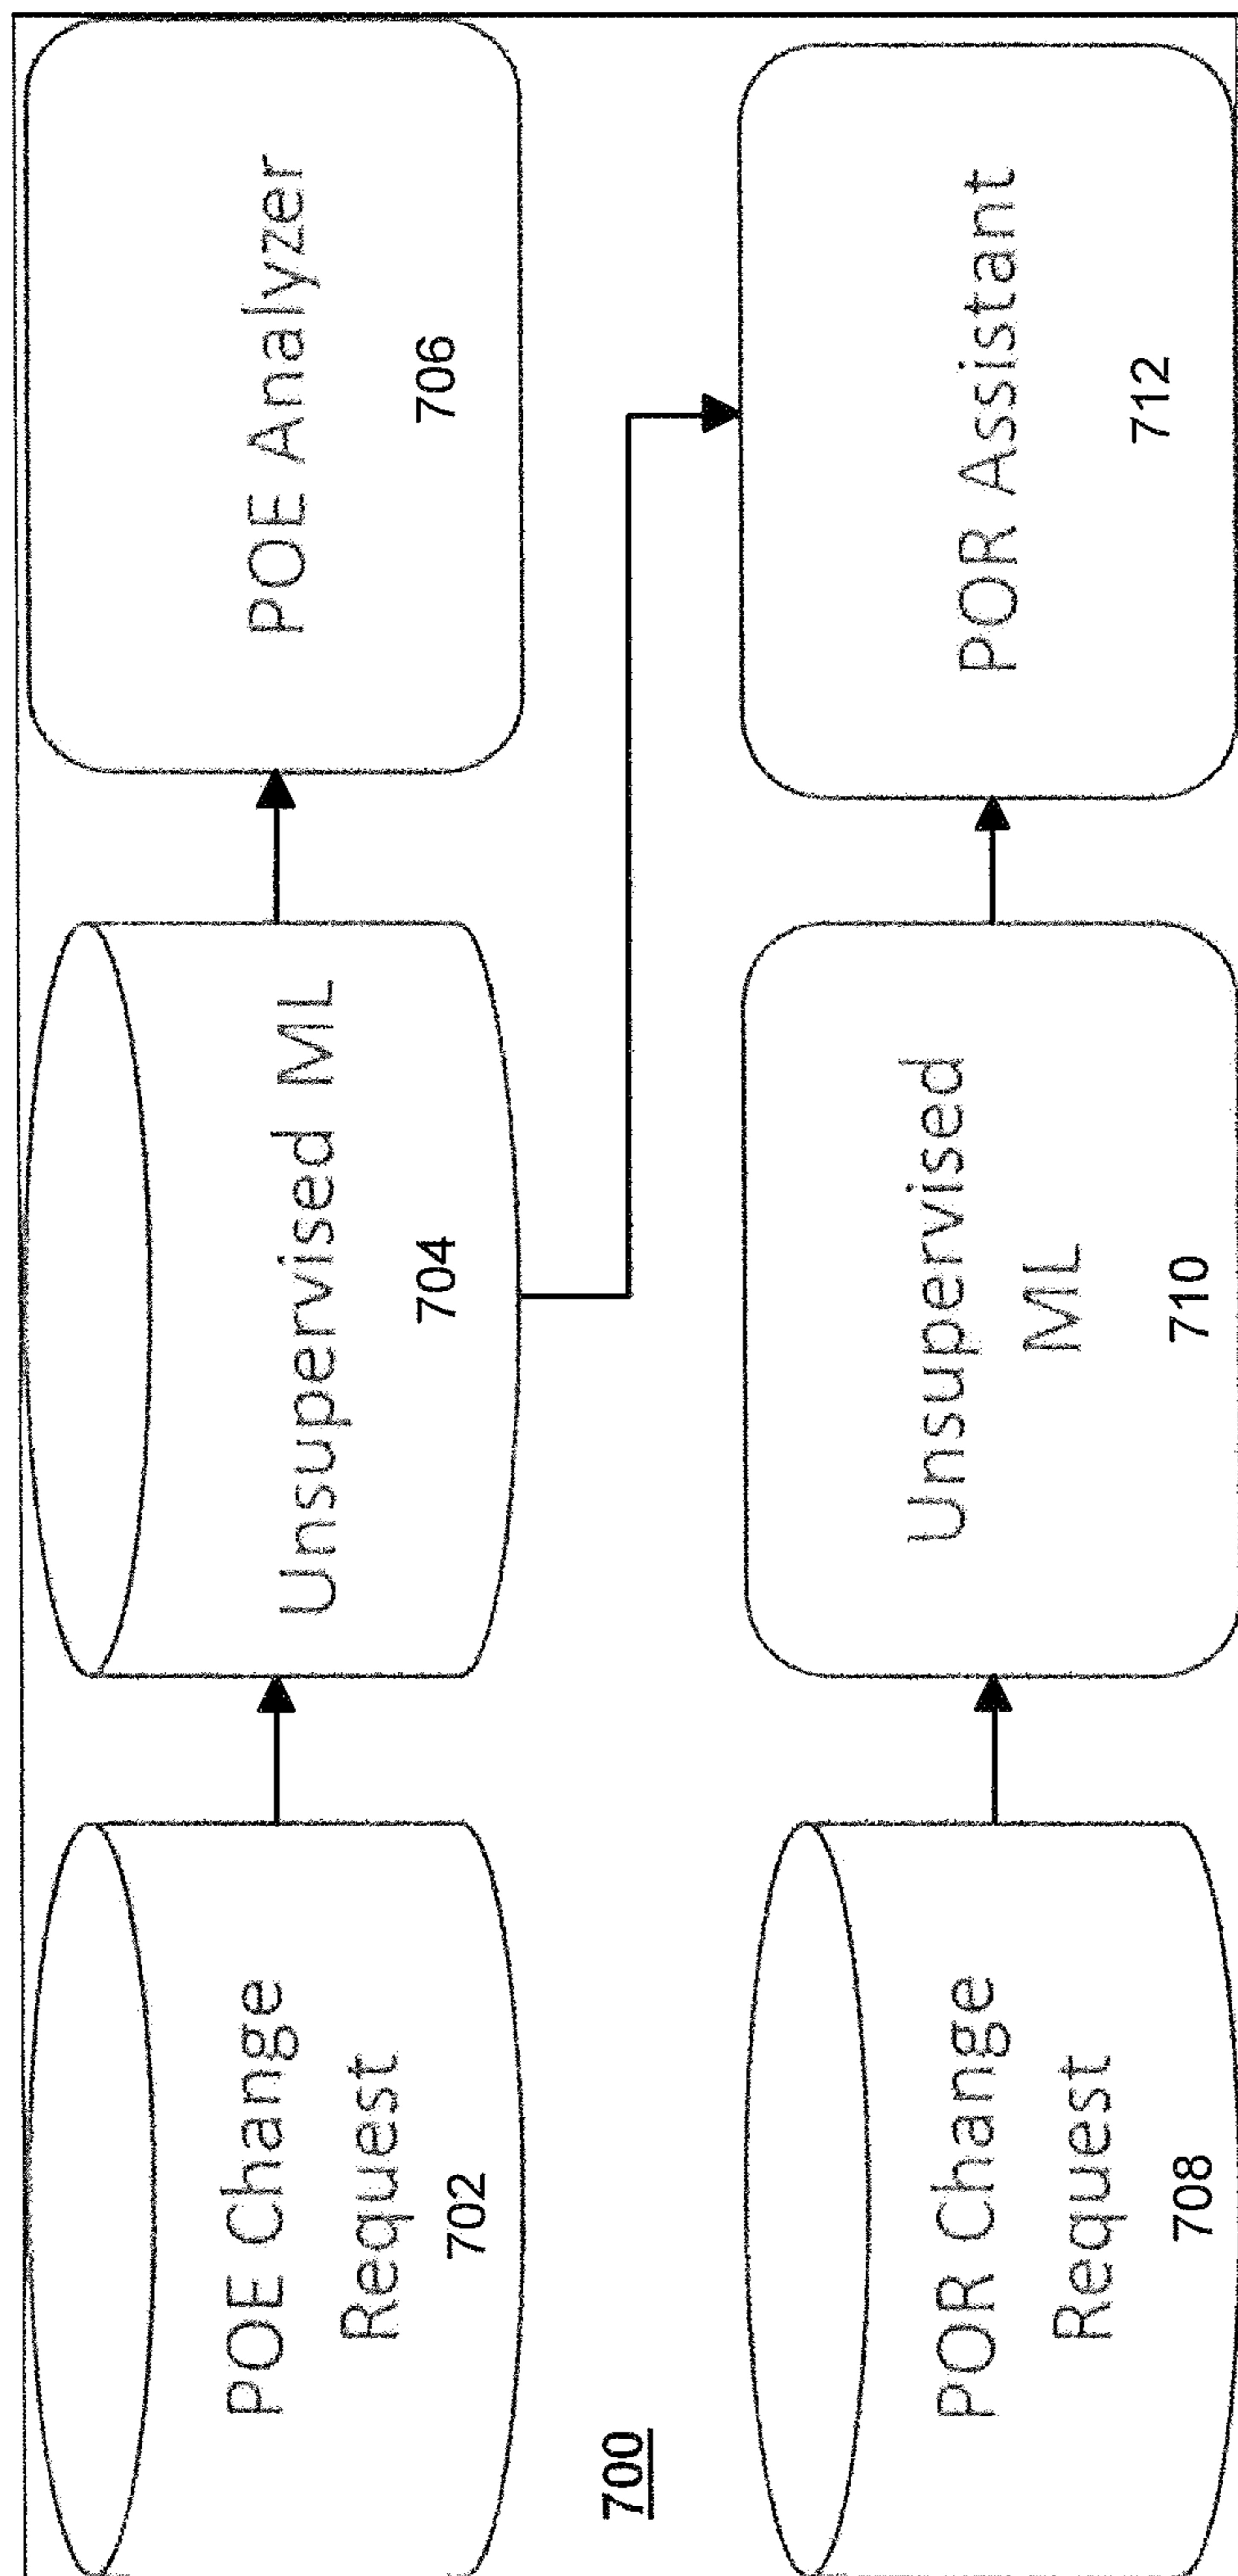 POE Change
Request
702
Unsupervised ML
704
POE Analyzer
706
700
POR Change
Request
708
Unsupervised
ML
710
POR Assistant
712